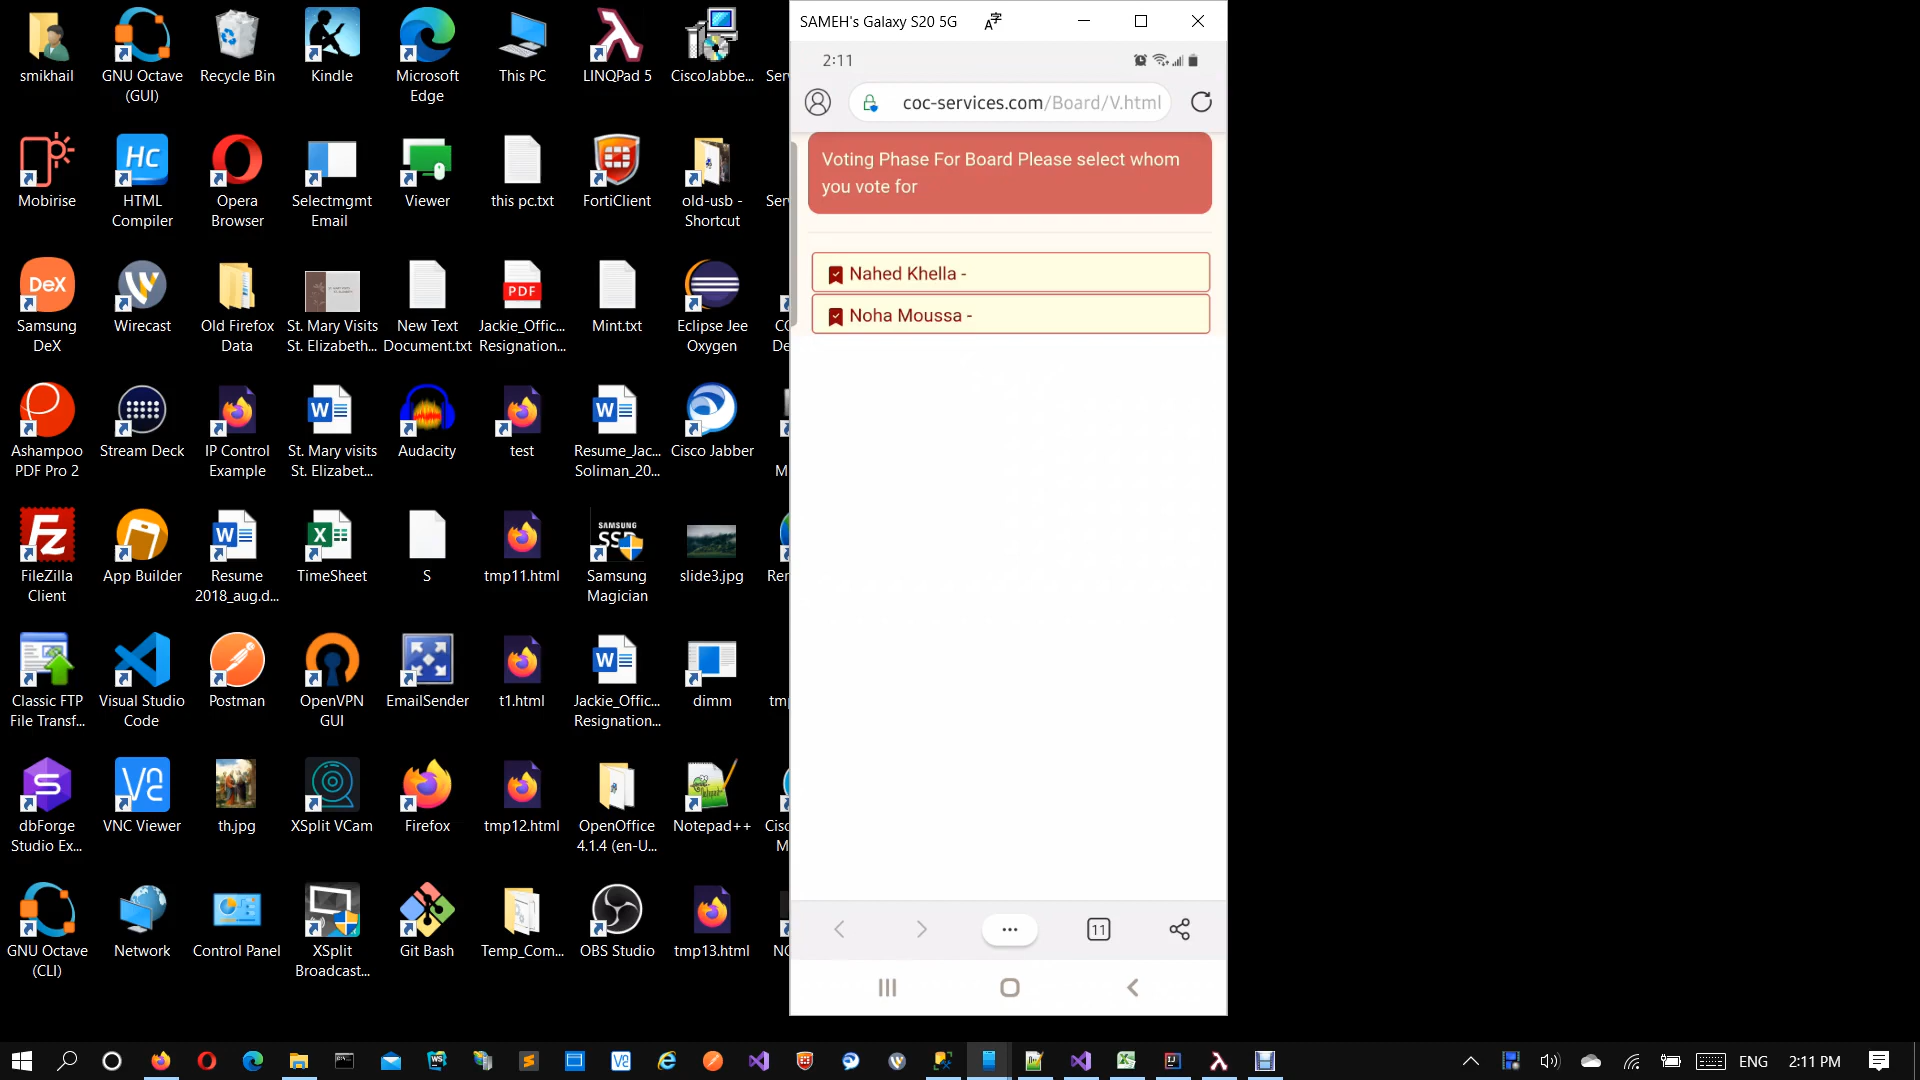 smikhail
GNU Octave
(GUI)
Recycle Bin
Kindle
Microsoft
Edge
This PC
LINQPad 5
CiscoJabbe...
Mobirise
HTML
Compiler
Opera
Browser
Selectmgmt
Email
Viewer
this pc.txt
FortiClient
old-usb -
Shortcut
Samsung
DeX
Wirecast
Old Firefox
Data
St. Mary Visits
St. Elizabeth...
New Text
Document.txt
Jackie_Offic...
Resignation...
Mint.txt
Eclipse Jee
Oxygen
Ashampoo
PDF Pro 2
Stream Deck
IP Control
Example
St. Mary visits
St. Elizabet...
Audacity
test
Resume_Jac...
Soliman_20...
Cisco Jabber
FileZilla
Client
App Builder
Resume
2018_aug.d...
TimeSheet
S
tmp11.html
Samsung
Magician
slide3.jpg
Classic FTP
File Transf...
Visual Studio
Code
Postman
OpenVPN
GUI
EmailSender
t1.html
Jackie_Offic...
Resignation...
dimm
dbForge
Studio Ex...
VNC Viewer
th.jpg
XSplit VCam
Firefox
tmp12.html
OpenOffice
4.1.4 (en-U...
Notepad++
GNU Octave
(CLI)
Network
Control Panel
XSplit
Broadcast...
Git Bash
Temp_Com...
OBS Studio
tmp13.html
SAMEH's Galaxy S20 5G
2:11
coc-services.com/Board/V.html
Voting Phase For Board Please select whom
you vote for
Nahed Khella -
Noha Moussa -
11
ENG
2:11 PM